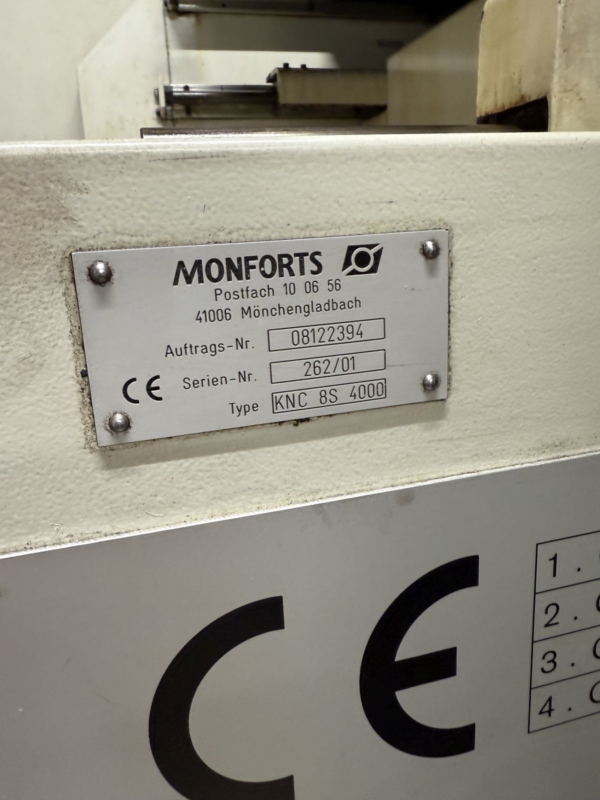 MONFORTS
Postfach 10 06 56
41006 Mönchengladbach
Auftrags-Nr. 08122394
Serien-Nr. 262/01
CE
Type KNC 8S 4000
CE
1.
2.
3.
4.